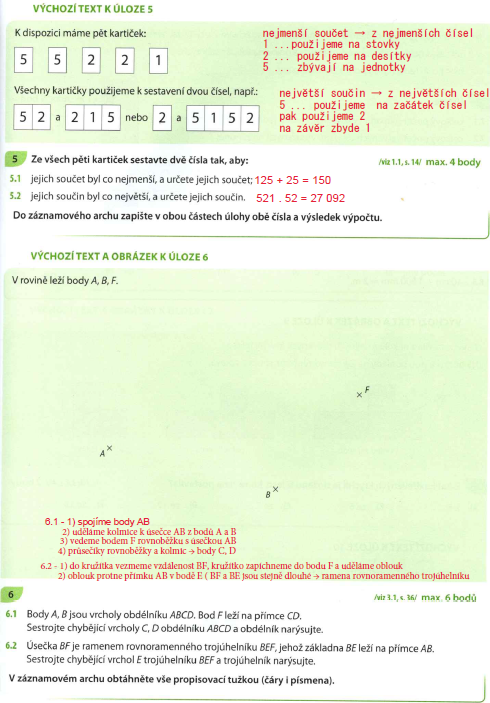 VÝCHOZÍ TEXT K ÚLOZE 5
K dispozici máme pět kartiček:
5 5 2 2 1
nejmenší součet → z nejmenších čísel
1 ...použijeme na stovky
2 ... použijeme na desítky
5 ... zbývají na jednotky
Všechny kartičky použijeme k sestavení dvou čísel, např.:
5 2 a 2 1 5 nebo 2 a 5 1 5 2
největší součin → z největších čísel
5 ... použijeme na začátek čísel
pak použijeme 2
na závěr zbyde 1
5 Ze všech pěti kartiček sestavte dvě čísla tak, aby: /viz 1.1, s. 14/ max. 4 body
5.1 jejich součet byl co nejmenší, a určete jejich součet; 125 + 25 = 150
5.2 jejich součin byl co největší, a určete jejich součin. 521 . 52 = 27 092
Do záznamového archu zapište v obou částech úlohy obě čísla a výsledek výpočtu.
VÝCHOZÍ TEXT A OBRÁZEK K ÚLOZE 6
V rovině leží body A, B, F.
F
A
B
6.1 - 1) spojíme body AB
2) uděláme kolmice k úsečce AB z bodů A a B
3) vedeme bodem F rovnoběžku s úsečkou AB
4) průsečíky rovnoběžky a kolmic → body C, D
6.2 - 1) do kružítka vezmeme vzdálenost BF, kružítko zapíchneme do bodu F a uděláme oblouk
2) oblouk protne přímku AB v bodě E ( BF a BE jsou stejně dlouhé → ramena rovnoramenného trojúhelníku
6 /viz 3.1, s. 36/ max. 6 bodů
6.1 Body A, B jsou vrcholy obdélníku ABCD. Bod F leží na přímce CD.
Sestrojte chybějící vrcholy C, D obdélníku ABCD a obdélník narýsujte.
6.2 Úsečka BF je ramenem rovnoramenného trojúhelníku BEF, jehož základna BE leží na přímce AB.
Sestrojte chybějící vrchol E trojúhelníku BEF a trojúhelník narýsujte.
V záznamovém archu obtáhněte vše propisovací tužkou (čáry i písmena).